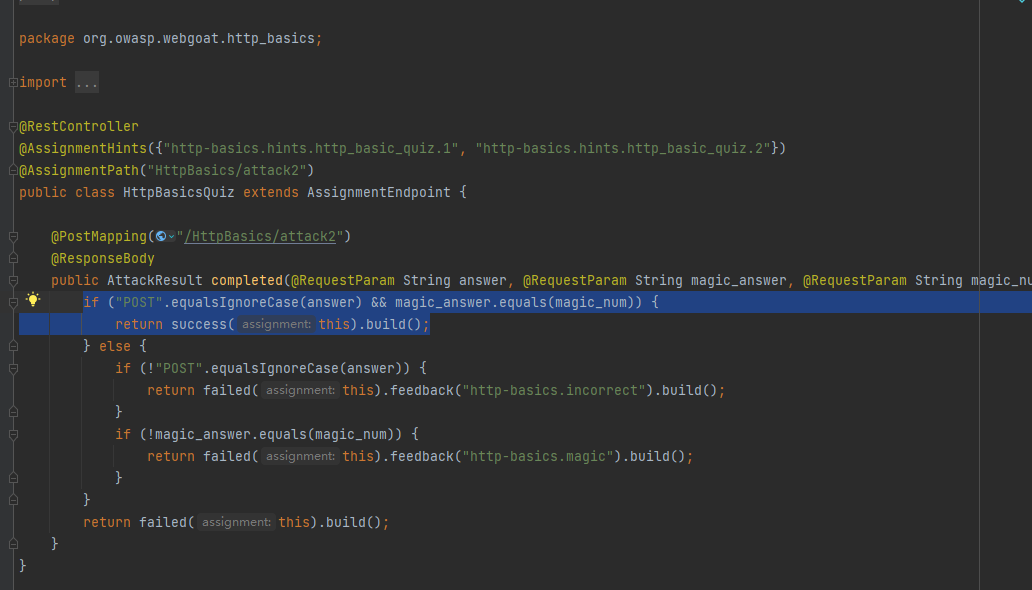 package org.owasp.webgoat.http_basics;
import ...
@RestController
@AssignmentHints({"http-basics.hints.http_basic_quiz.1", "http-basics.hints.http_basic_quiz.2"})
@AssignmentPath("HttpBasics/attack2")
public class HttpBasicsQuiz extends AssignmentEndpoint {
@PostMapping("/HttpBasics/attack2")
@ResponseBody
public AttackResult completed(@RequestParam String answer, @RequestParam String magic_answer, @RequestParam String magic_nu
if ("POST".equalsIgnoreCase(answer) && magic_answer.equals(magic_num)) {
return success( assignment: this).build();
} else {
if (!"POST".equalsIgnoreCase(answer)) {
return failed( assignment: this).feedback("http-basics.incorrect").build();
}
if (!magic_answer.equals(magic_num)) {
return failed( assignment: this).feedback("http-basics.magic").build();
}
}
return failed( assignment: this).build();
}
}